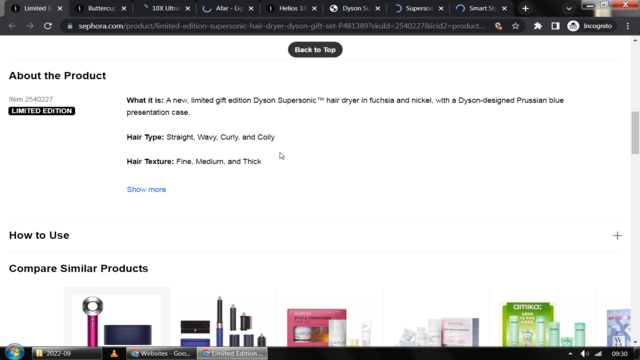 Limited E
Buttercup
10X Ultra
Afar - Lig
Helios 18
Dyson Su
Superson
Smart Sty
sephora.com/product/limited-edition-supersonic-hair-dryer-dyson-gift-set-P481389?skuId=2540227&icid2=product...
Incognito
Back to Top
About the Product
Item 2540227
LIMITED EDITION
What it is: A new, limited gift edition Dyson Supersonic™ hair dryer in fuchsia and nickel, with a Dyson-designed Prussian blue
presentation case.
Hair Type: Straight, Wavy, Curly, and Coily
Hair Texture: Fine, Medium, and Thick
Show more
How to Use
Compare Similar Products
amika:
2022-09
Websites - Goo...
Limited Edition ...
09:30